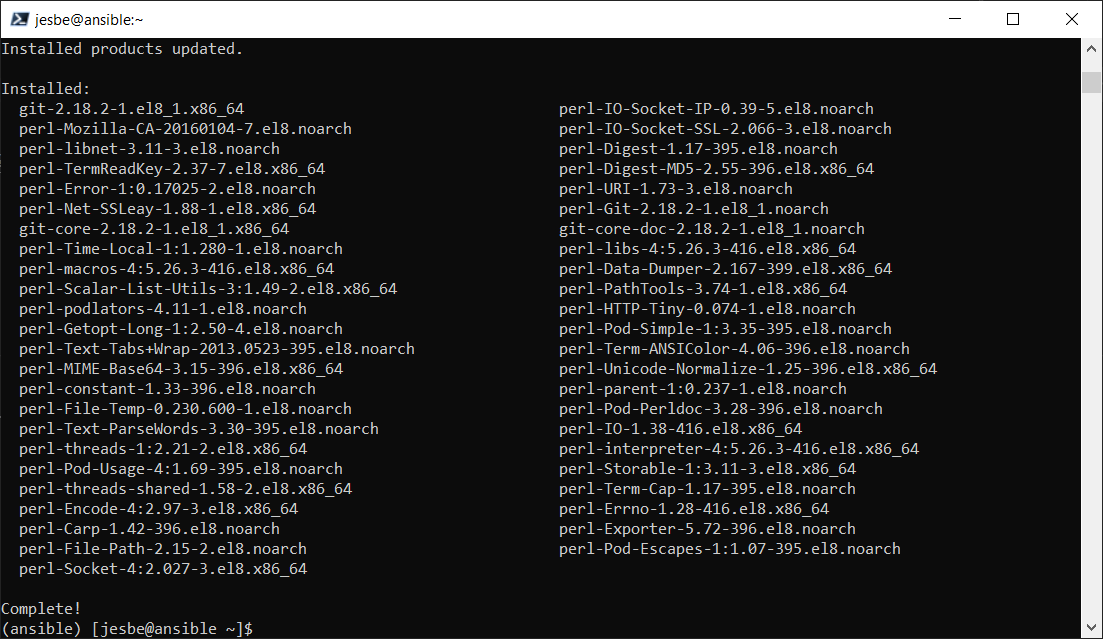 jesbe@ansible:~
Installed products updated.
Installed:
git-2.18.2-1.el8_1.x86_64 perl-IO-Socket-IP-0.39-5.el8.noarch
perl-Mozilla-CA-20160104-7.el8.noarch perl-IO-Socket-SSL-2.066-3.el8.noarch
perl-libnet-3.11-3.el8.noarch perl-Digest-1.17-395.el8.noarch
perl-TermReadKey-2.37-7.el8.x86_64 perl-Digest-MD5-2.55-396.el8.x86_64
perl-Error-1:0.17025-2.el8.noarch perl-URI-1.73-3.el8.noarch
perl-Net-SSLeay-1.88-1.el8.x86_64 perl-Git-2.18.2-1.el8_1.noarch
git-core-2.18.2-1.el8_1.x86_64 git-core-doc-2.18.2-1.el8_1.noarch
perl-Time-Local-1:1.280-1.el8.noarch perl-libs-4:5.26.3-416.el8.x86_64
perl-macros-4:5.26.3-416.el8.x86_64 perl-Data-Dumper-2.167-399.el8.x86_64
perl-Scalar-List-Utils-3:1.49-2.el8.x86_64 perl-PathTools-3.74-1.el8.x86_64
perl-podlators-4.11-1.el8.noarch perl-HTTP-Tiny-0.074-1.el8.noarch
perl-Getopt-Long-1:2.50-4.el8.noarch perl-Pod-Simple-1:3.35-395.el8.noarch
perl-Text-Tabs+Wrap-2013.0523-395.el8.noarch perl-Term-ANSIColor-4.06-396.el8.noarch
perl-MIME-Base64-3.15-396.el8.x86_64 perl-Unicode-Normalize-1.25-396.el8.x86_64
perl-constant-1.33-396.el8.noarch perl-parent-1:0.237-1.el8.noarch
perl-File-Temp-0.230.600-1.el8.noarch perl-Pod-Perldoc-3.28-396.el8.noarch
perl-Text-ParseWords-3.30-395.el8.noarch perl-IO-1.38-416.el8.x86_64
perl-threads-1:2.21-2.el8.x86_64 perl-interpreter-4:5.26.3-416.el8.x86_64
perl-Pod-Usage-4:1.69-395.el8.noarch perl-Storable-1:3.11-3.el8.x86_64
perl-threads-shared-1.58-2.el8.x86_64 perl-Term-Cap-1.17-395.el8.noarch
perl-Encode-4:2.97-3.el8.x86_64 perl-Errno-1.28-416.el8.x86_64
perl-Carp-1.42-396.el8.noarch perl-Exporter-5.72-396.el8.noarch
perl-File-Path-2.15-2.el8.noarch perl-Pod-Escapes-1:1.07-395.el8.noarch
perl-Socket-4:2.027-3.el8.x86_64
Complete!
(ansible) [jesbe@ansible ~]$